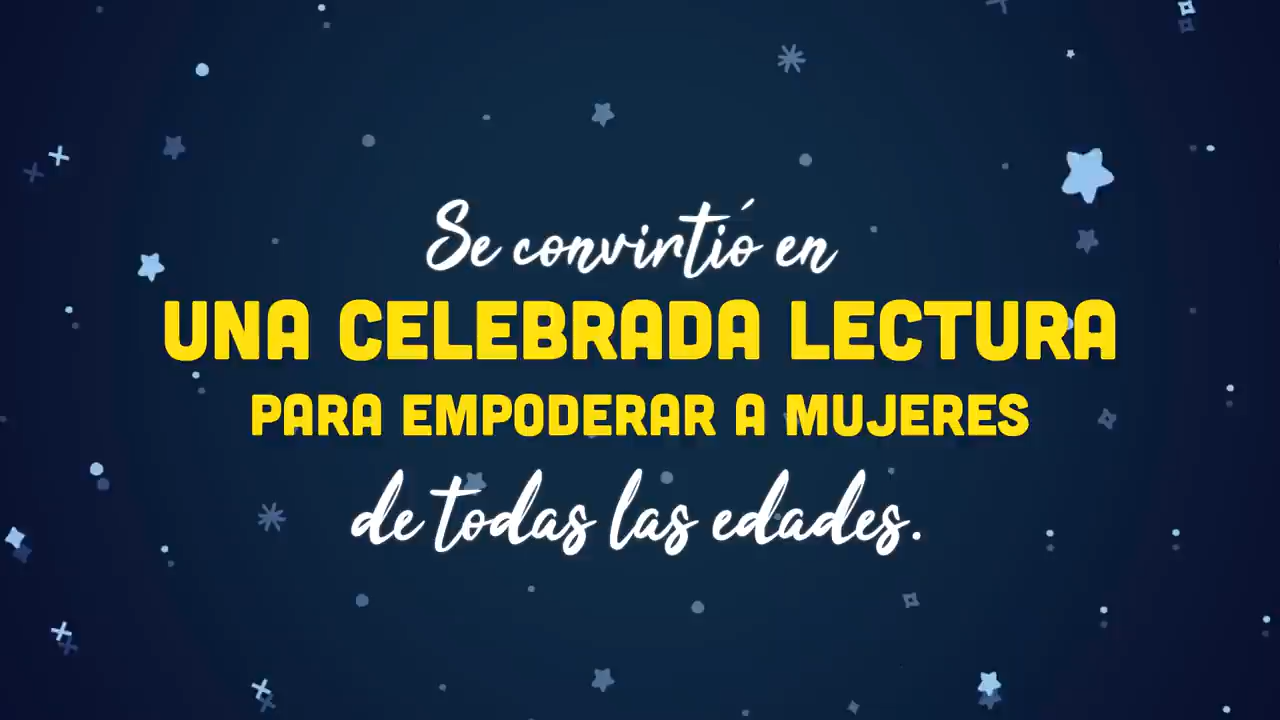 Se convirtió en
UNA CELEBRADA LECTURA
PARA EMPODERAR A MUJERES
de todas las edades.